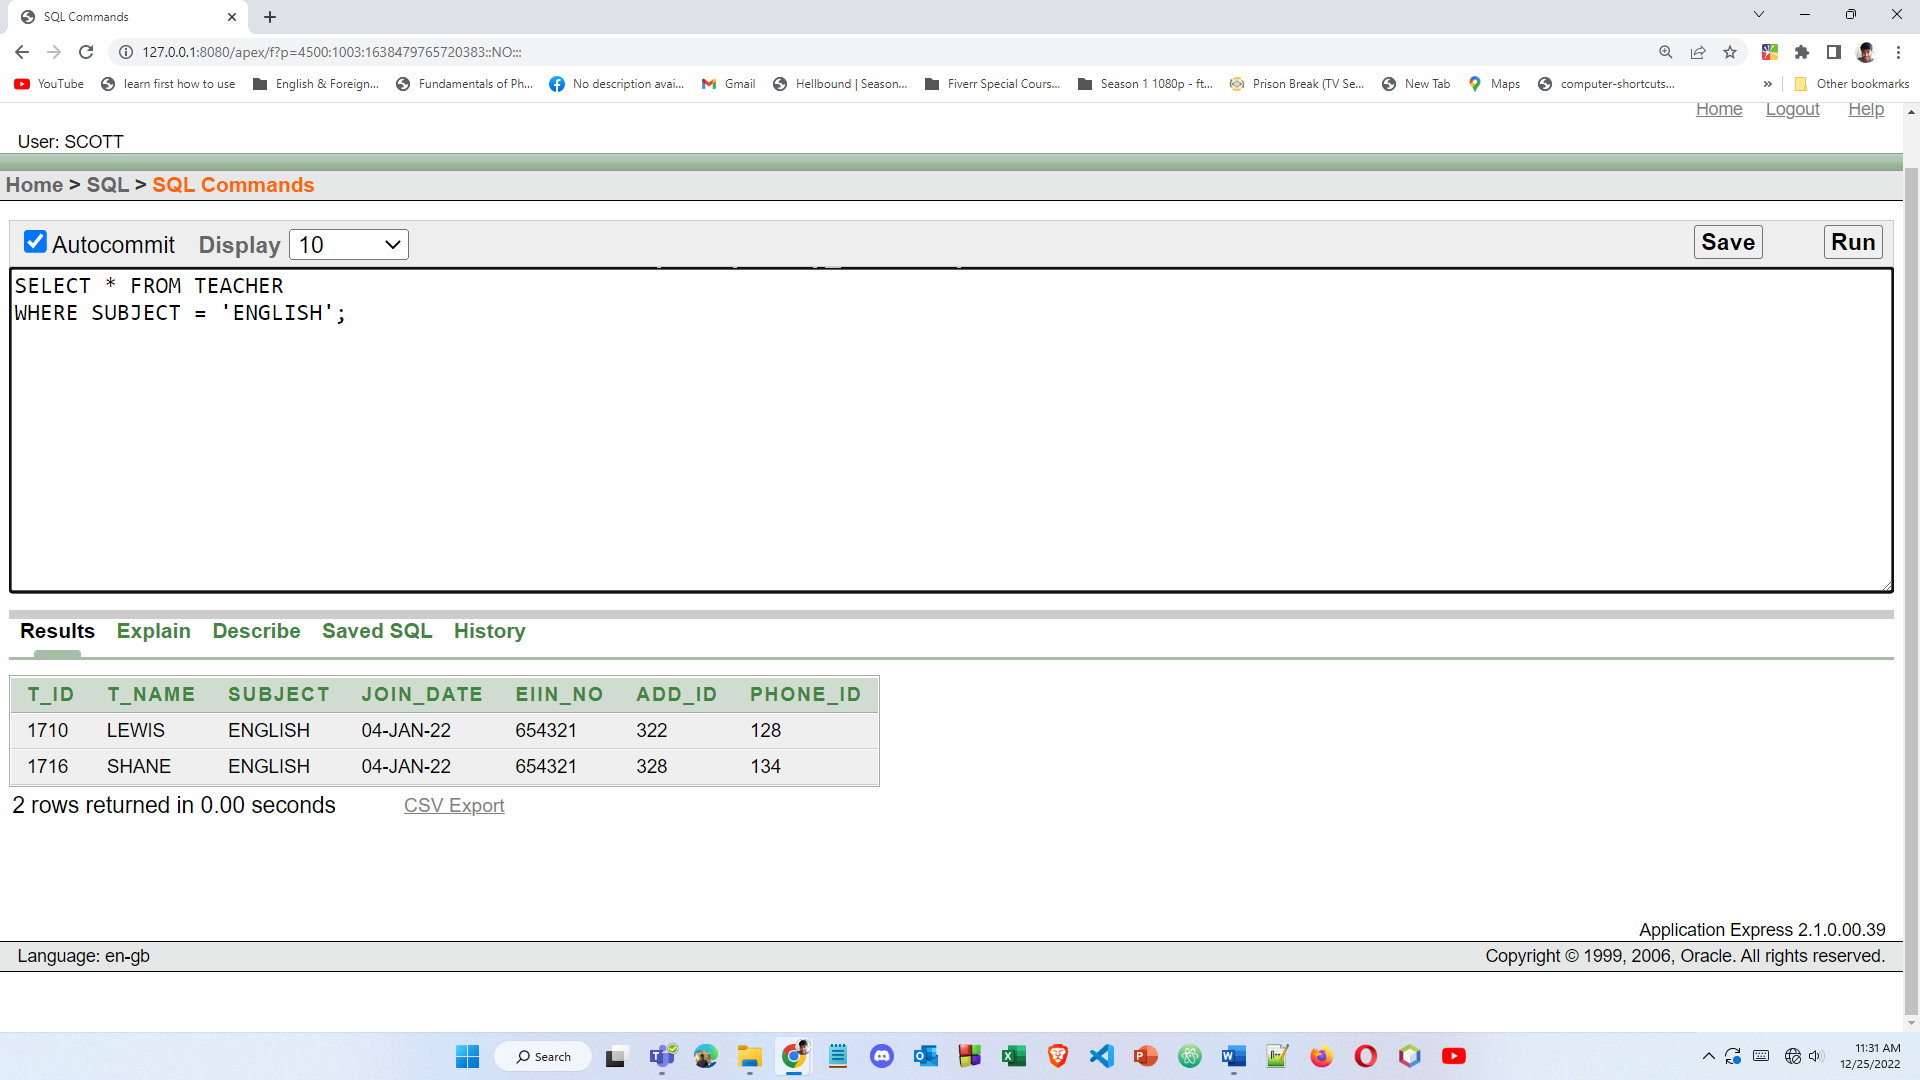 SQL Commands
127.0.0.1:8080/apex/f?p=4500:1003:1638479765720383::NO:::
YouTube learn first how to use English & Foreign... Fundamentals of Ph... No description avai... Gmail Hellbound | Season... Fiverr Special Cours... Season 1 1080p - ft... Prison Break (TV Se... New Tab Maps computer-shortcuts... » Other bookmarks
Home Logout Help
User: SCOTT
Home > SQL > SQL Commands
Autocommit Display 10 Save Run
SELECT * FROM TEACHER
WHERE SUBJECT = 'ENGLISH';
Results Explain Describe Saved SQL History
T_ID T_NAME SUBJECT JOIN_DATE EIIN_NO ADD_ID PHONE_ID
1710 LEWIS ENGLISH 04-JAN-22 654321 322 128
1716 SHANE ENGLISH 04-JAN-22 654321 328 134
2 rows returned in 0.00 seconds CSV Export
Application Express 2.1.0.00.39
Language: en-gb Copyright © 1999, 2006, Oracle. All rights reserved.
Search
11:31 AM
12/25/2022